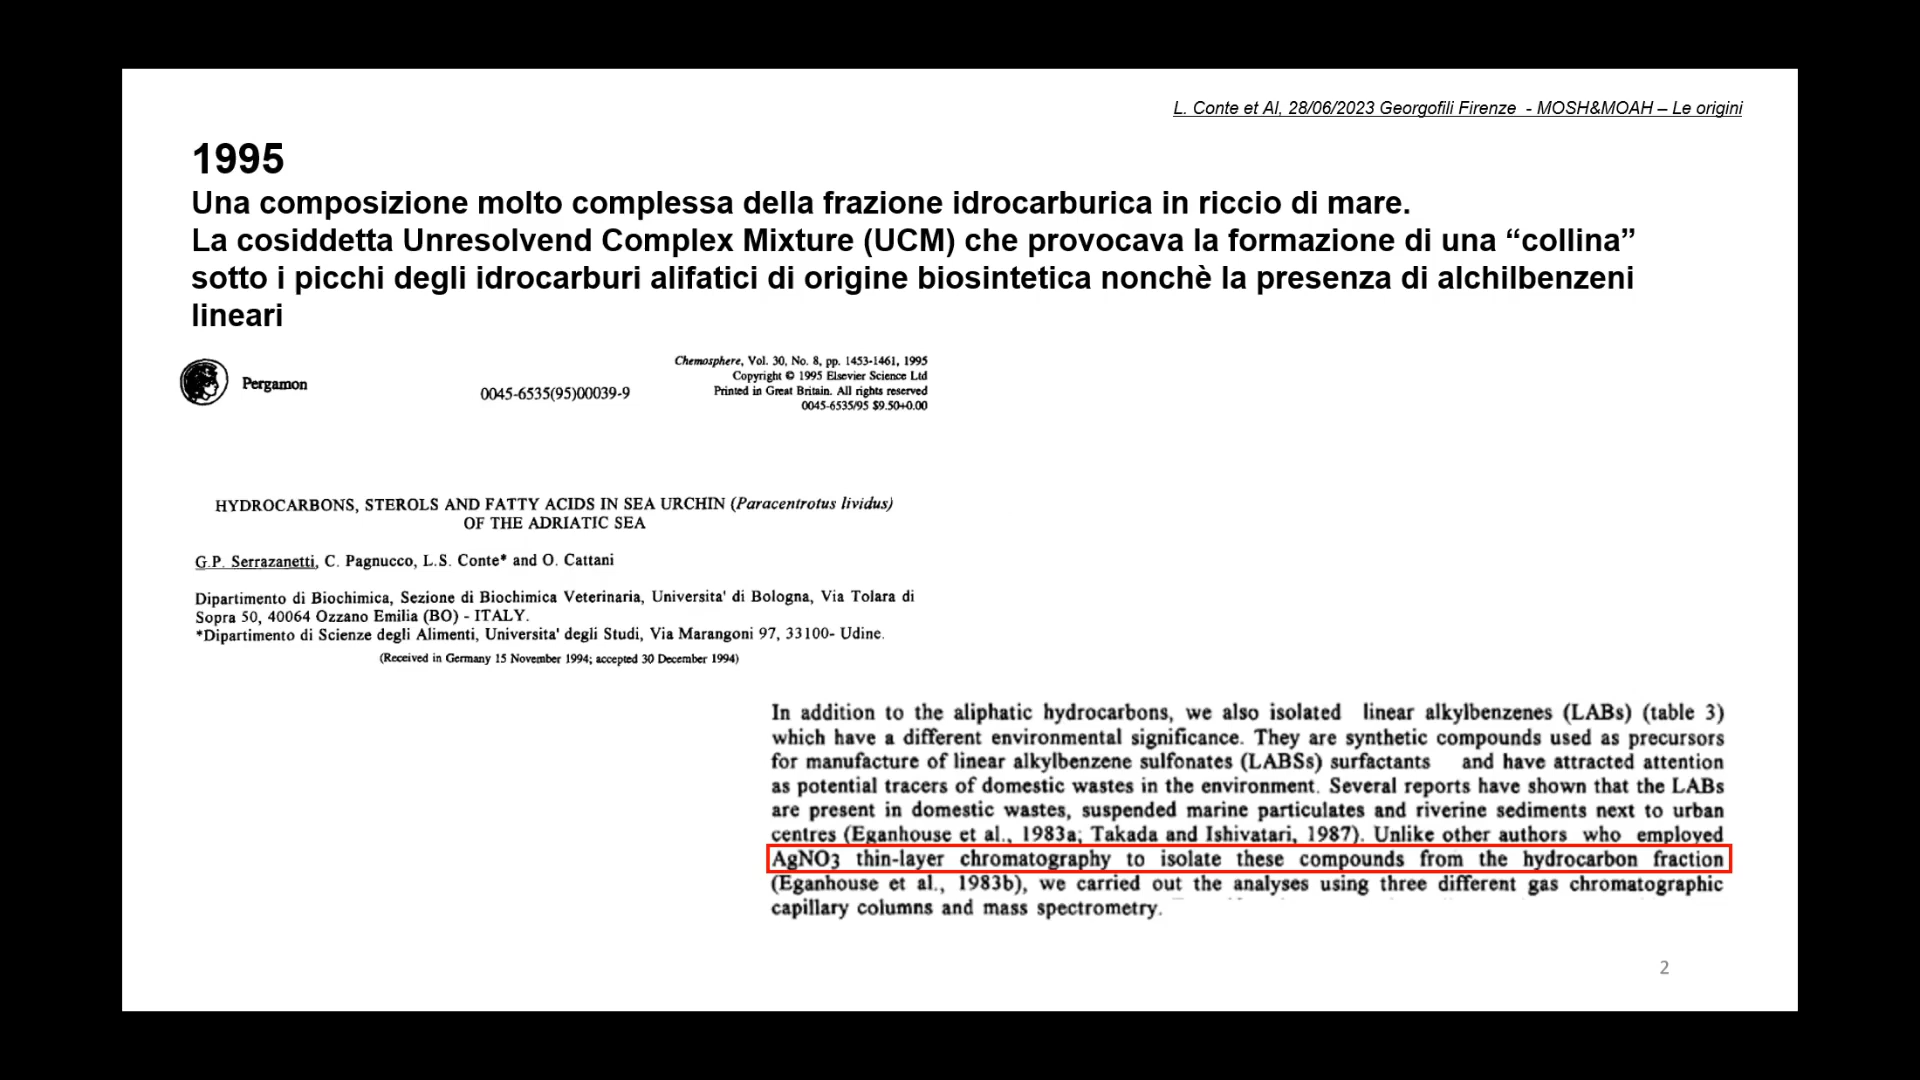 L. Conte et Al, 28/06/2023 Georgofili Firenze - MOSH&MOAH – Le origini
1995
Una composizione molto complessa della frazione idrocarburica in riccio di mare.
La cosiddetta Unresolvend Complex Mixture (UCM) che provocava la formazione di una “collina”
sotto i picchi degli idrocarburi alifatici di origine biosintetica nonchè la presenza di alchilbenzeni
lineari
Pergamon
0045-6535(95)00039-9
Chemosphere, Vol. 30, No. 8, pp. 1453-1461, 1995
Copyright © 1995 Elsevier Science Ltd
Printed in Great Britain. All rights reserved
0045-6535/95 $9.50+0.00
HYDROCARBONS, STEROLS AND FATTY ACIDS IN SEA URCHIN (Paracentrotus lividus)
OF THE ADRIATIC SEA
G.P. Serrazanetti, C. Pagnucco, L.S. Conte* and O. Cattani
Dipartimento di Biochimica, Sezione di Biochimica Veterinaria, Universita' di Bologna, Via Tolara di
Sopra 50, 40064 Ozzano Emilia (BO) - ITALY.
*Dipartimento di Scienze degli Alimenti, Universita' degli Studi, Via Marangoni 97, 33100- Udine.
(Received in Germany 15 November 1994; accepted 30 December 1994)
In addition to the aliphatic hydrocarbons, we also isolated linear alkylbenzenes (LABs) (table 3)
which have a different environmental significance. They are synthetic compounds used as precursors
for manufacture of linear alkylbenzene sulfonates (LABSs) surfactants and have attracted attention
as potential tracers of domestic wastes in the environment. Several reports have shown that the LABs
are present in domestic wastes, suspended marine particulates and riverine sediments next to urban
centres (Eganhouse et al., 1983a; Takada and Ishivatari, 1987). Unlike other authors who employed
AgNO3 thin-layer chromatography to isolate these compounds from the hydrocarbon fraction
(Eganhouse et al., 1983b), we carried out the analyses using three different gas chromatographic
capillary columns and mass spectrometry.
2